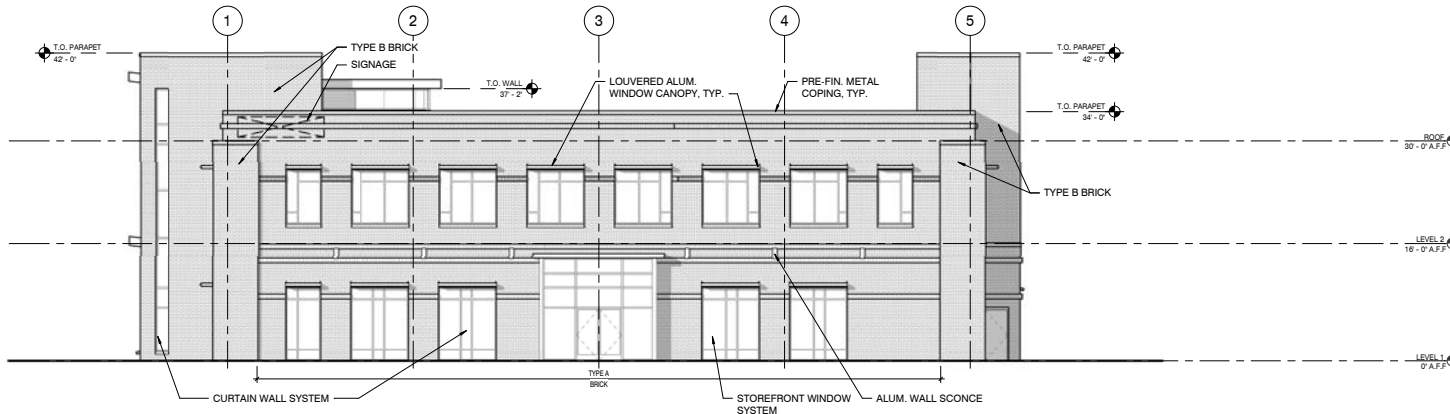 1
2
3
4
5
T.O. PARAPET
42' - 0"
TYPE B BRICK
SIGNAGE
T.O. WALL
37' - 2"
LOUVERED ALUM.
WINDOW CANOPY, TYP.
PRE-FIN. METAL
COPING, TYP.
T.O. PARAPET
42' - 0"
T.O. PARAPET
34' - 0"
ROOF
30' - 0" A.F.F
TYPE B BRICK
LEVEL 2
16' - 0" A.F.F
LEVEL 1
0" A.F.F
TYPE A
BRICK
CURTAIN WALL SYSTEM
STOREFRONT WINDOW
SYSTEM
ALUM. WALL SCONCE